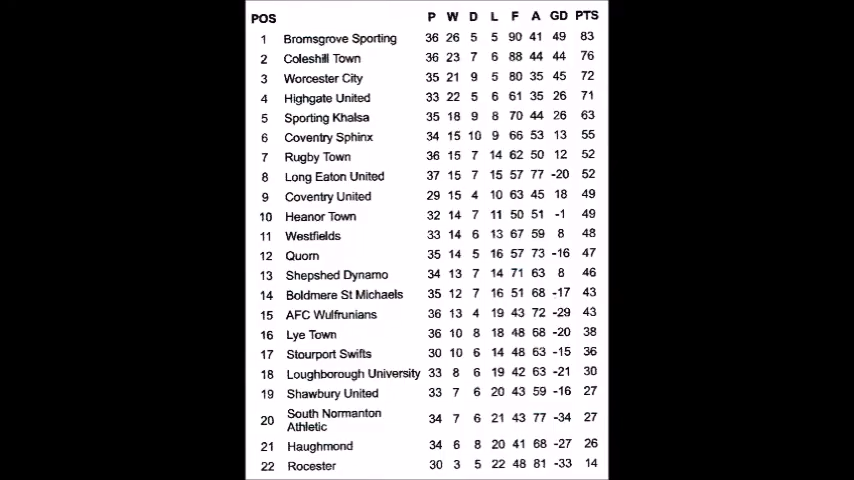 POS P W D L F A GD PTS
1 Bromsgrove Sporting 36 26 5 5 90 41 49 83
2 Coleshill Town 36 23 7 6 88 44 44 76
3 Worcester City 35 21 9 5 80 35 45 72
4 Highgate United 33 22 5 6 61 35 26 71
5 Sporting Khalsa 35 18 9 8 70 44 26 63
6 Coventry Sphinx 34 15 10 9 66 53 13 55
7 Rugby Town 36 15 7 14 62 50 12 52
8 Long Eaton United 37 15 7 15 57 77 -20 52
9 Coventry United 29 15 4 10 63 45 18 49
10 Heanor Town 32 14 7 11 50 51 -1 49
11 Westfields 33 14 6 13 67 59 8 48
12 Quorn 35 14 5 16 57 73 -16 47
13 Shepshed Dynamo 34 13 7 14 71 63 8 46
14 Boldmere St Michaels 35 12 7 16 51 68 -17 43
15 AFC Wulfrunians 36 13 4 19 43 72 -29 43
16 Lye Town 36 10 8 18 48 68 -20 38
17 Stourport Swifts 30 10 6 14 48 63 -15 36
18 Loughborough University 33 8 6 19 42 63 -21 30
19 Shawbury United 33 7 6 20 43 59 -16 27
20 South Normanton Athletic 34 7 6 21 43 77 -34 27
21 Haughmond 34 6 8 20 41 68 -27 26
22 Rocester 30 3 5 22 48 81 -33 14